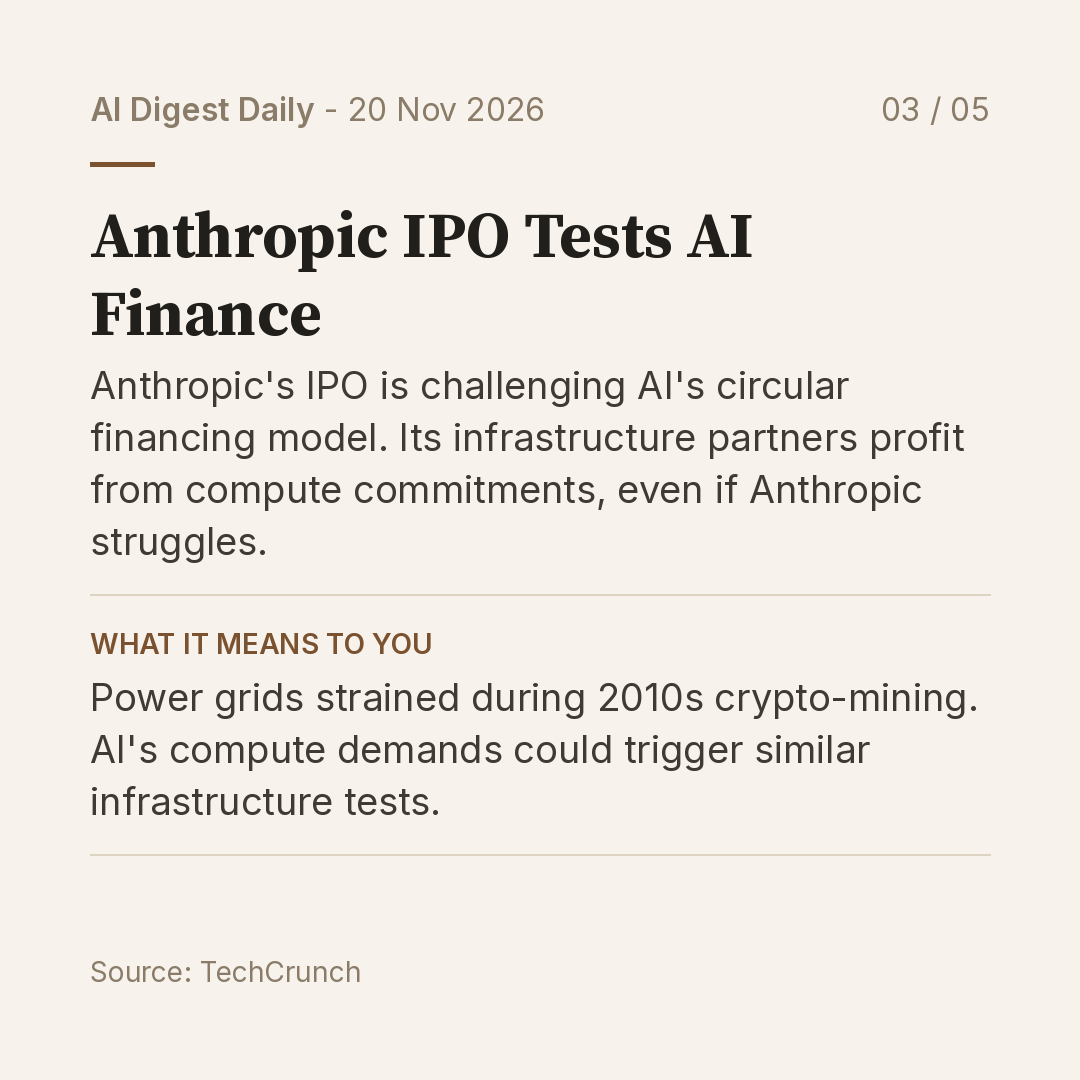 AI Digest Daily - 20 Nov 2026 03 / 05
Anthropic IPO Tests AI
Finance
Anthropic's IPO is challenging AI's circular
financing model. Its infrastructure partners profit
from compute commitments, even if Anthropic
struggles.
WHAT IT MEANS TO YOU
Power grids strained during 2010s crypto-mining.
AI's compute demands could trigger similar
infrastructure tests.
Source: TechCrunch